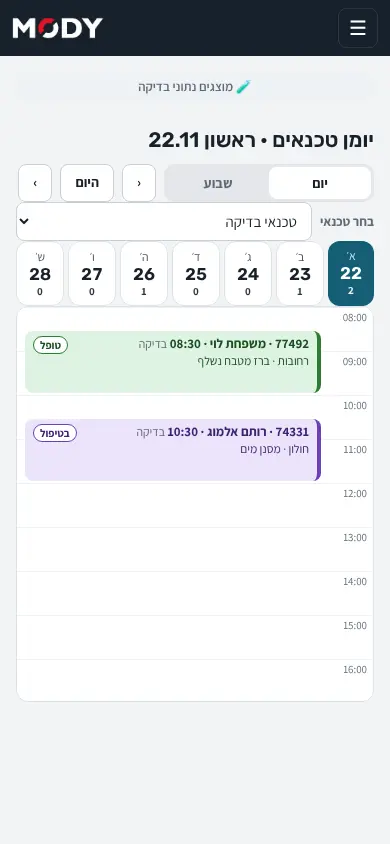 MODY
☰
🧪 מוצגים נתוני בדיקה
יומן טכנאים • ראשון 22.11
יום
שבוע
‹
היום
›
בחר טכנאי
טכנאי בדיקה
א׳ 22 2
ב׳ 23 1
ג׳ 24 0
ד׳ 25 0
ה׳ 26 1
ו׳ 27 0
ש׳ 28 0
08:00
77492 · משפחת לוי · 08:30 בדיקה
טופל
רחובות · ברז מטבח נשלף
09:00
10:00
74331 · רותם אלמוג · 10:30 בדיקה
בטיפול
חולון · מסנן מים
11:00
12:00
13:00
14:00
15:00
16:00